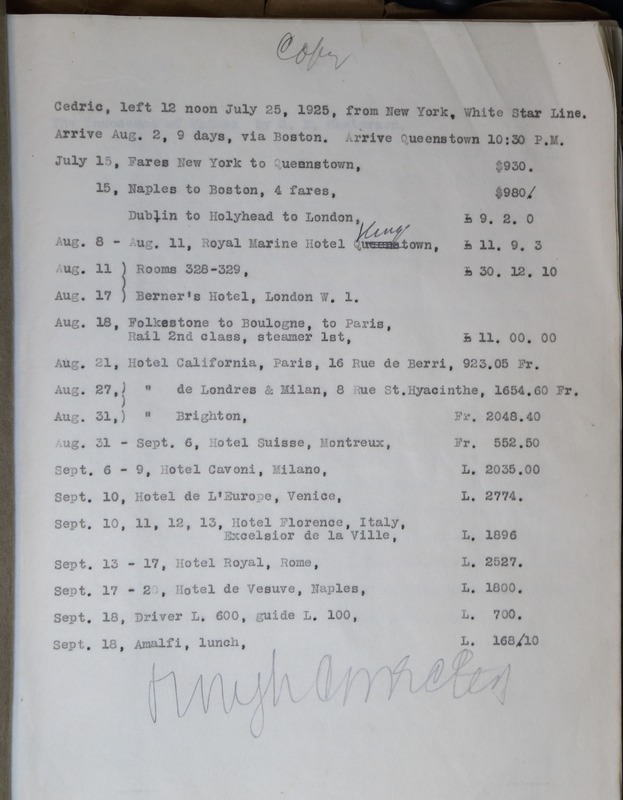 Copy
Cedric, left 12 noon July 25, 1925, from New York, White Star Line.
Arrive Aug. 2, 9 days, via Boston. Arrive Queenstown 10:30 P.M.
July 15, Fares New York to Queenstown, $930.
15, Naples to Boston, 4 fares, $980/
Dublin to Holyhead to London, £ 9. 2. 0
King
Aug. 8 - Aug. 11, Royal Marine Hotel Queenstown, £ 11. 9. 3
Aug. 11 ) Rooms 328-329, £ 30. 12. 10
Aug. 17 ) Berner's Hotel, London W. 1.
Aug. 18, Folkestone to Boulogne, to Paris,
Rail 2nd class, steamer 1st, £ 11. 00. 00
Aug. 21, Hotel California, Paris, 16 Rue de Berri, 923.05 Fr.
Aug. 27,) " de Londres & Milan, 8 Rue St.Hyacinthe, 1654.60 Fr.
Aug. 31,) " Brighton, Fr. 2048.40
Aug. 31 - Sept. 6, Hotel Suisse, Montreux, Fr. 552.50
Sept. 6 - 9, Hotel Cavoni, Milano, L. 2035.00
Sept. 10, Hotel de L'Europe, Venice, L. 2774.
Sept. 10, 11, 12, 13, Hotel Florence, Italy,
Excelsior de la Ville, L. 1896
Sept. 13 - 17, Hotel Royal, Rome, L. 2527.
Sept. 17 - 20, Hotel de Vesuve, Naples, L. 1800.
Sept. 18, Driver L. 600, guide L. 100, L. 700.
Sept. 18, Amalfi, lunch, L. 168/10